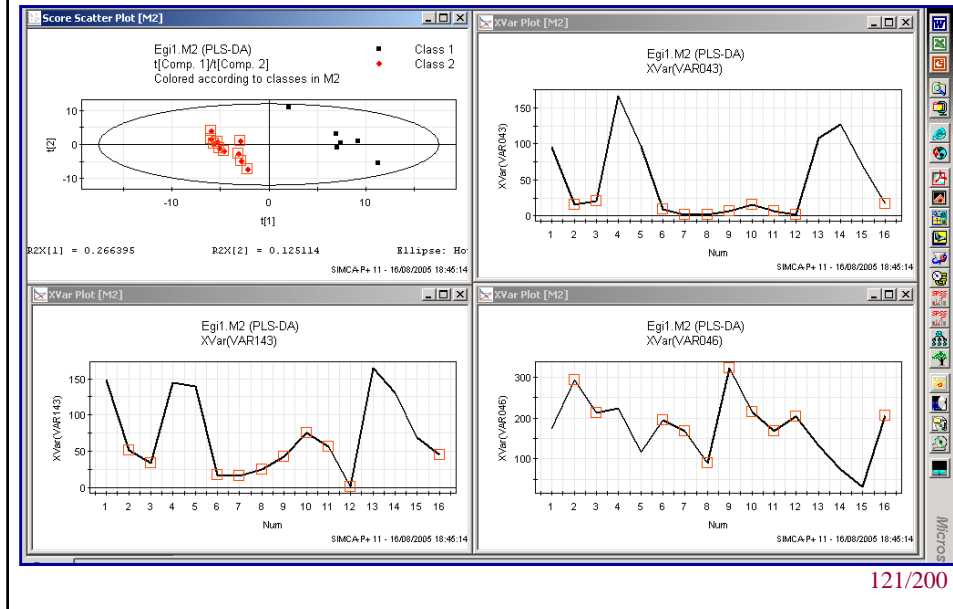 Score Scatter Plot [M2]
Egi1.M2 (PLS-DA)
t[Comp. 1]/t[Comp. 2]
Colored according to classes in M2
Class 1
Class 2
10
0
-10
t[2]
-10
0
10
t[1]
R2X[1] = 0.266395 R2X[2] = 0.125114 Ellipse: Ho
SIMCA-P+ 11 - 16/08/2005 18:45:14
XVar Plot [M2]
Egi1.M2 (PLS-DA)
XVar(VAR043)
150
100
50
0
XVar(VAR043)
1 2 3 4 5 6 7 8 9 10 11 12 13 14 15 16
Num
SIMCA-P+ 11 - 16/08/2005 18:45:14
XVar Plot [M2]
Egi1.M2 (PLS-DA)
XVar(VAR143)
150
100
50
0
XVar(VAR143)
1 2 3 4 5 6 7 8 9 10 11 12 13 14 15 16
Num
SIMCA-P+ 11 - 16/08/2005 18:45:14
XVar Plot [M2]
Egi1.M2 (PLS-DA)
XVar(VAR046)
300
200
100
XVar(VAR046)
1 2 3 4 5 6 7 8 9 10 11 12 13 14 15 16
Num
SIMCA-P+ 11 - 16/08/2005 18:45:14
SPSS
SPSS
Micros
121/200